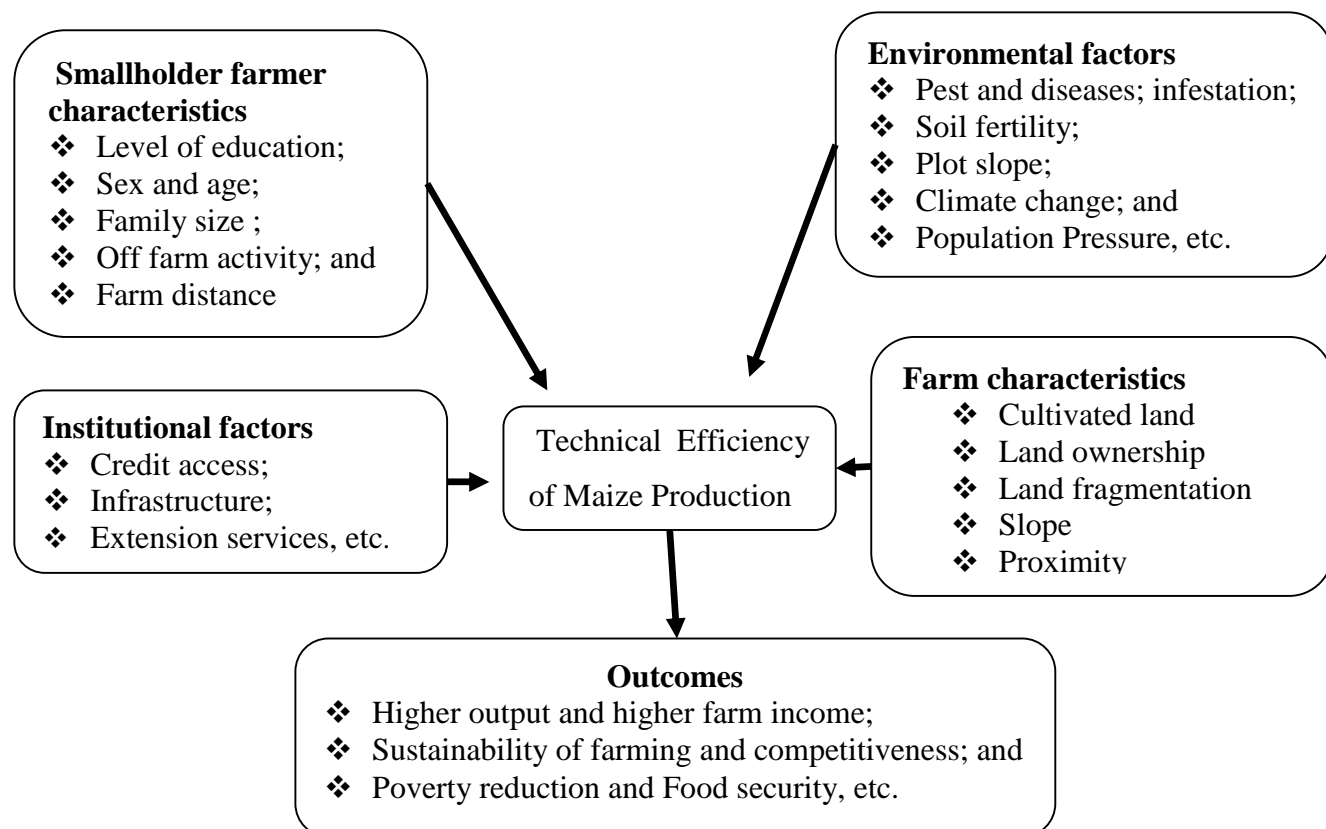 Smallholder farmer
characteristics
❖ Level of education;
❖ Sex and age;
❖ Family size ;
❖ Off farm activity; and
❖ Farm distance
Environmental factors
❖ Pest and diseases; infestation;
❖ Soil fertility;
❖ Plot slope;
❖ Climate change; and
❖ Population Pressure, etc.
Institutional factors
❖ Credit access;
❖ Infrastructure;
❖ Extension services, etc.
Technical Efficiency
of Maize Production
Farm characteristics
❖ Cultivated land
❖ Land ownership
❖ Land fragmentation
❖ Slope
❖ Proximity
Outcomes
❖ Higher output and higher farm income;
❖ Sustainability of farming and competitiveness; and
❖ Poverty reduction and Food security, etc.